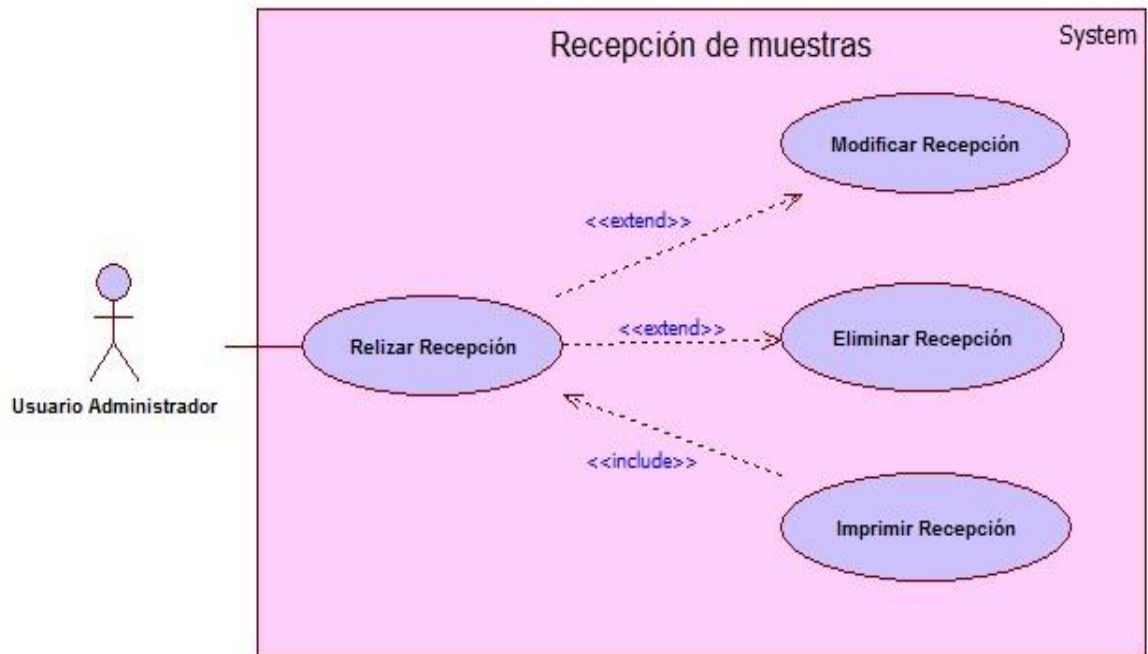 System
Recepción de muestras
Modificar Recepción
<<extend>>
<<extend>>
Relizar Recepción
Eliminar Recepción
Usuario Administrador
<<include>>
Imprimir Recepción